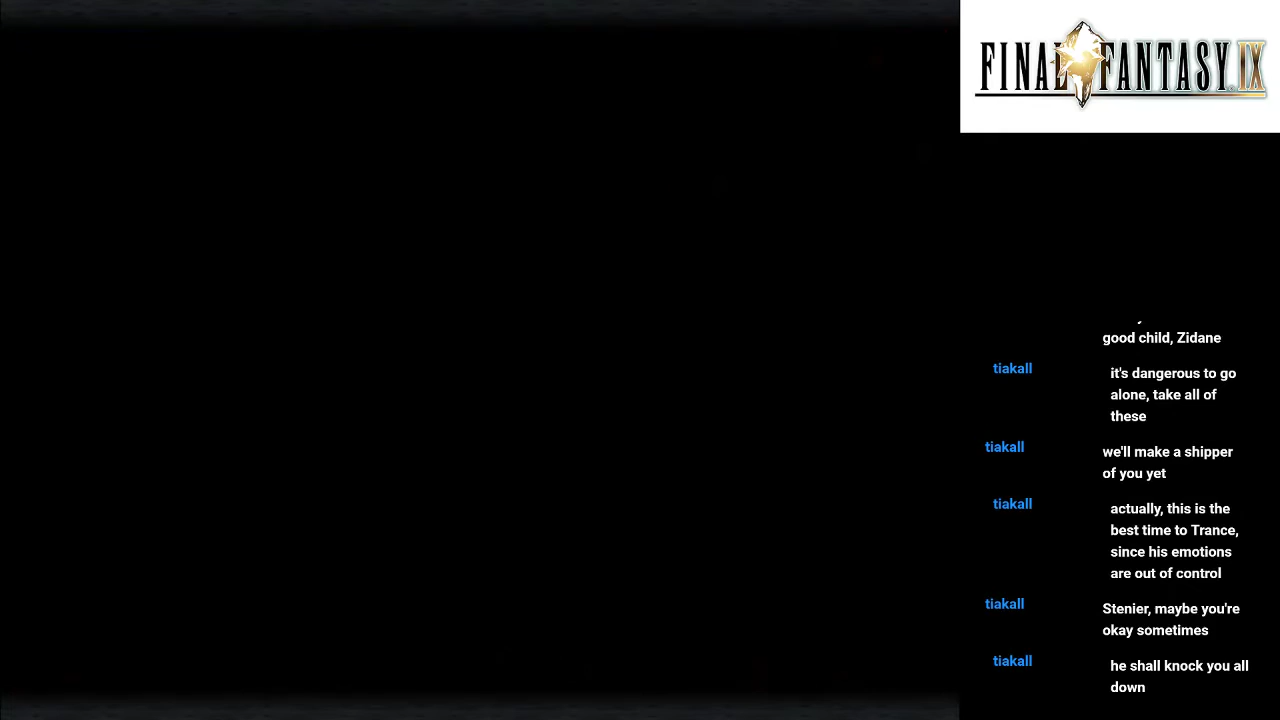 FINAL FANTASY IX
good child, Zidane
tiakall
it's dangerous to go
alone, take all of
these
tiakall
we'll make a shipper
of you yet
tiakall
actually, this is the
best time to Trance,
since his emotions
are out of control
tiakall
Stenier, maybe you're
okay sometimes
tiakall
he shall knock you all
down